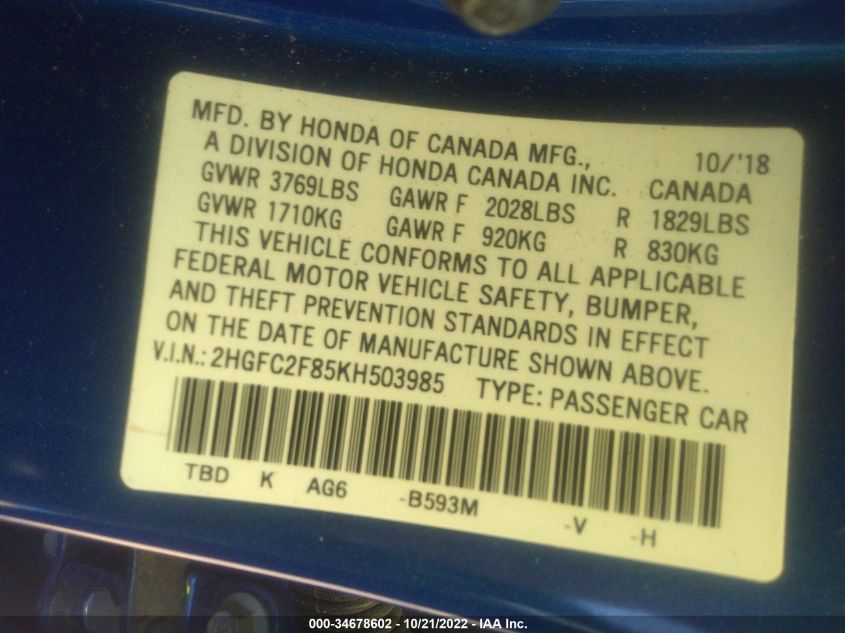 MFD. BY HONDA OF CANADA MFG., 10/'18
A DIVISION OF HONDA CANADA INC. CANADA
GVWR 3769LBS GAWR F 2028LBS R 1829LBS
GVWR 1710KG GAWR F 920KG R 830KG
THIS VEHICLE CONFORMS TO ALL APPLICABLE
FEDERAL MOTOR VEHICLE SAFETY, BUMPER,
AND THEFT PREVENTION STANDARDS IN EFFECT
ON THE DATE OF MANUFACTURE SHOWN ABOVE.
V.I.N.: 2HGFC2F85KH503985 TYPE: PASSENGER CAR
TBD K AG6 -B593M -V -H
000-34678602 - 10/21/2022 - IAA Inc.